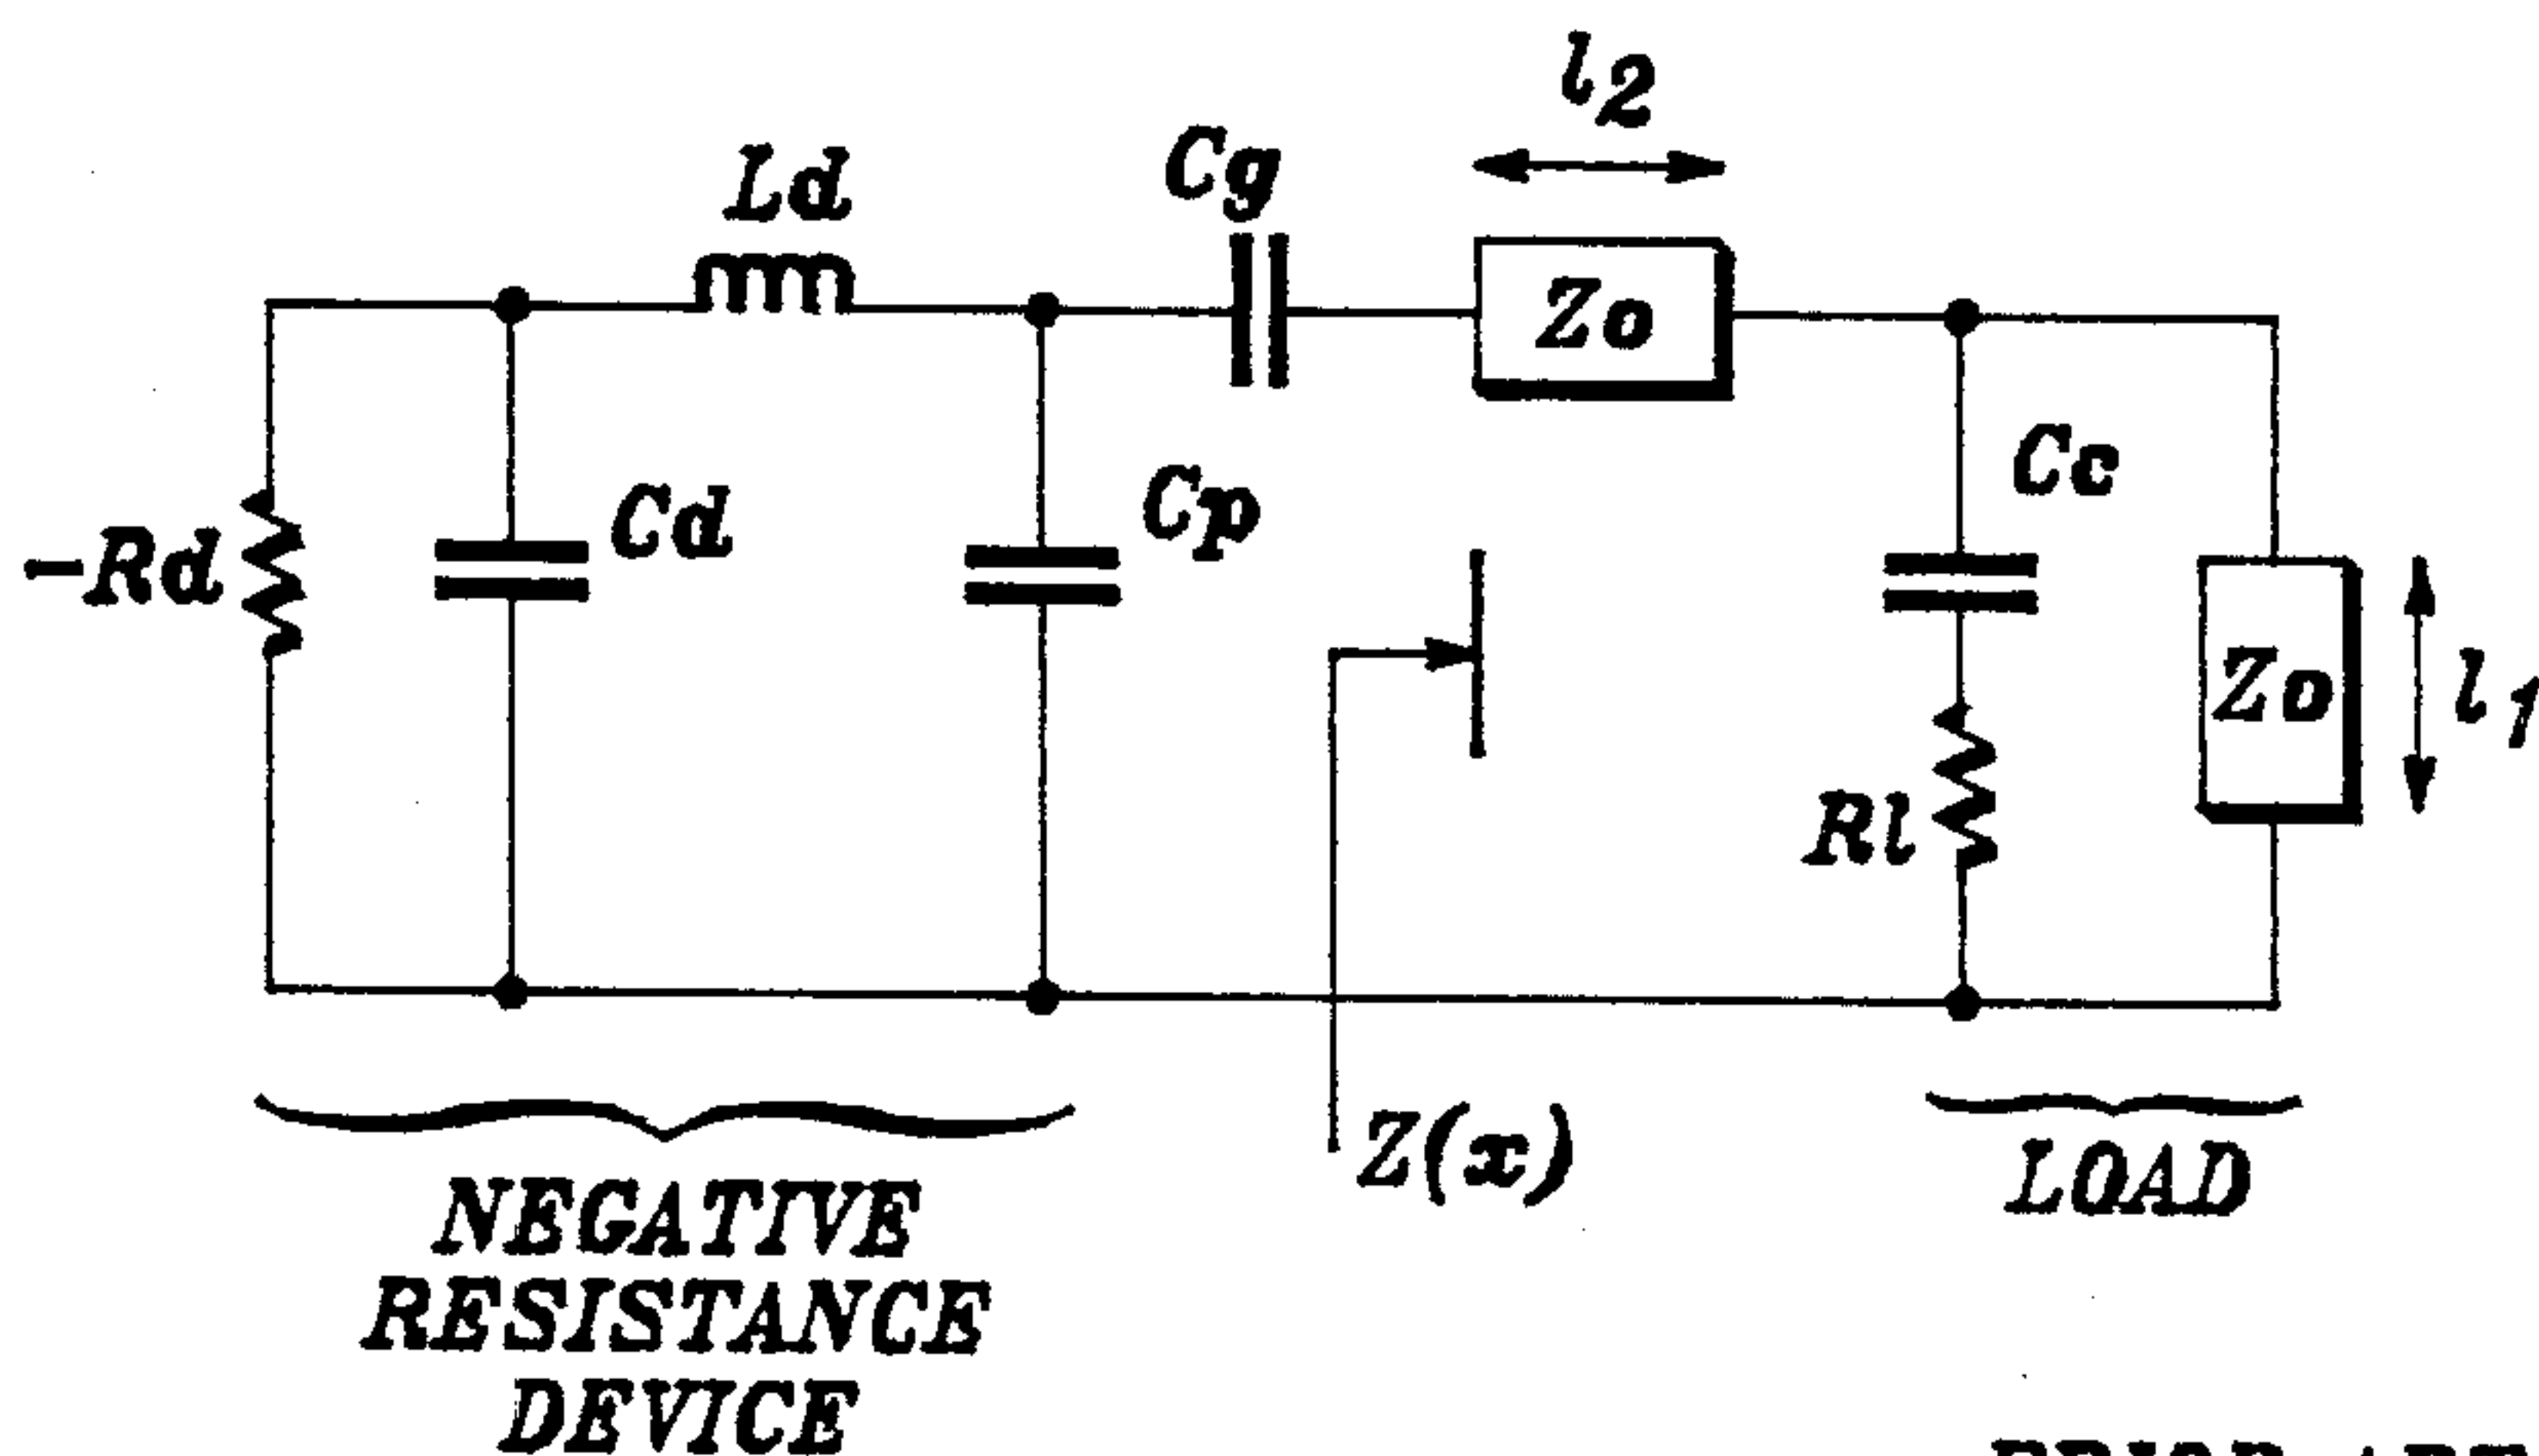 l2
Cg
Ld
Zo
Cc
Cd
Cp
-Rd
Zo
l1
Rl
Z(x)
LOAD
NEGATIVE
RESISTANCE
DEVICE